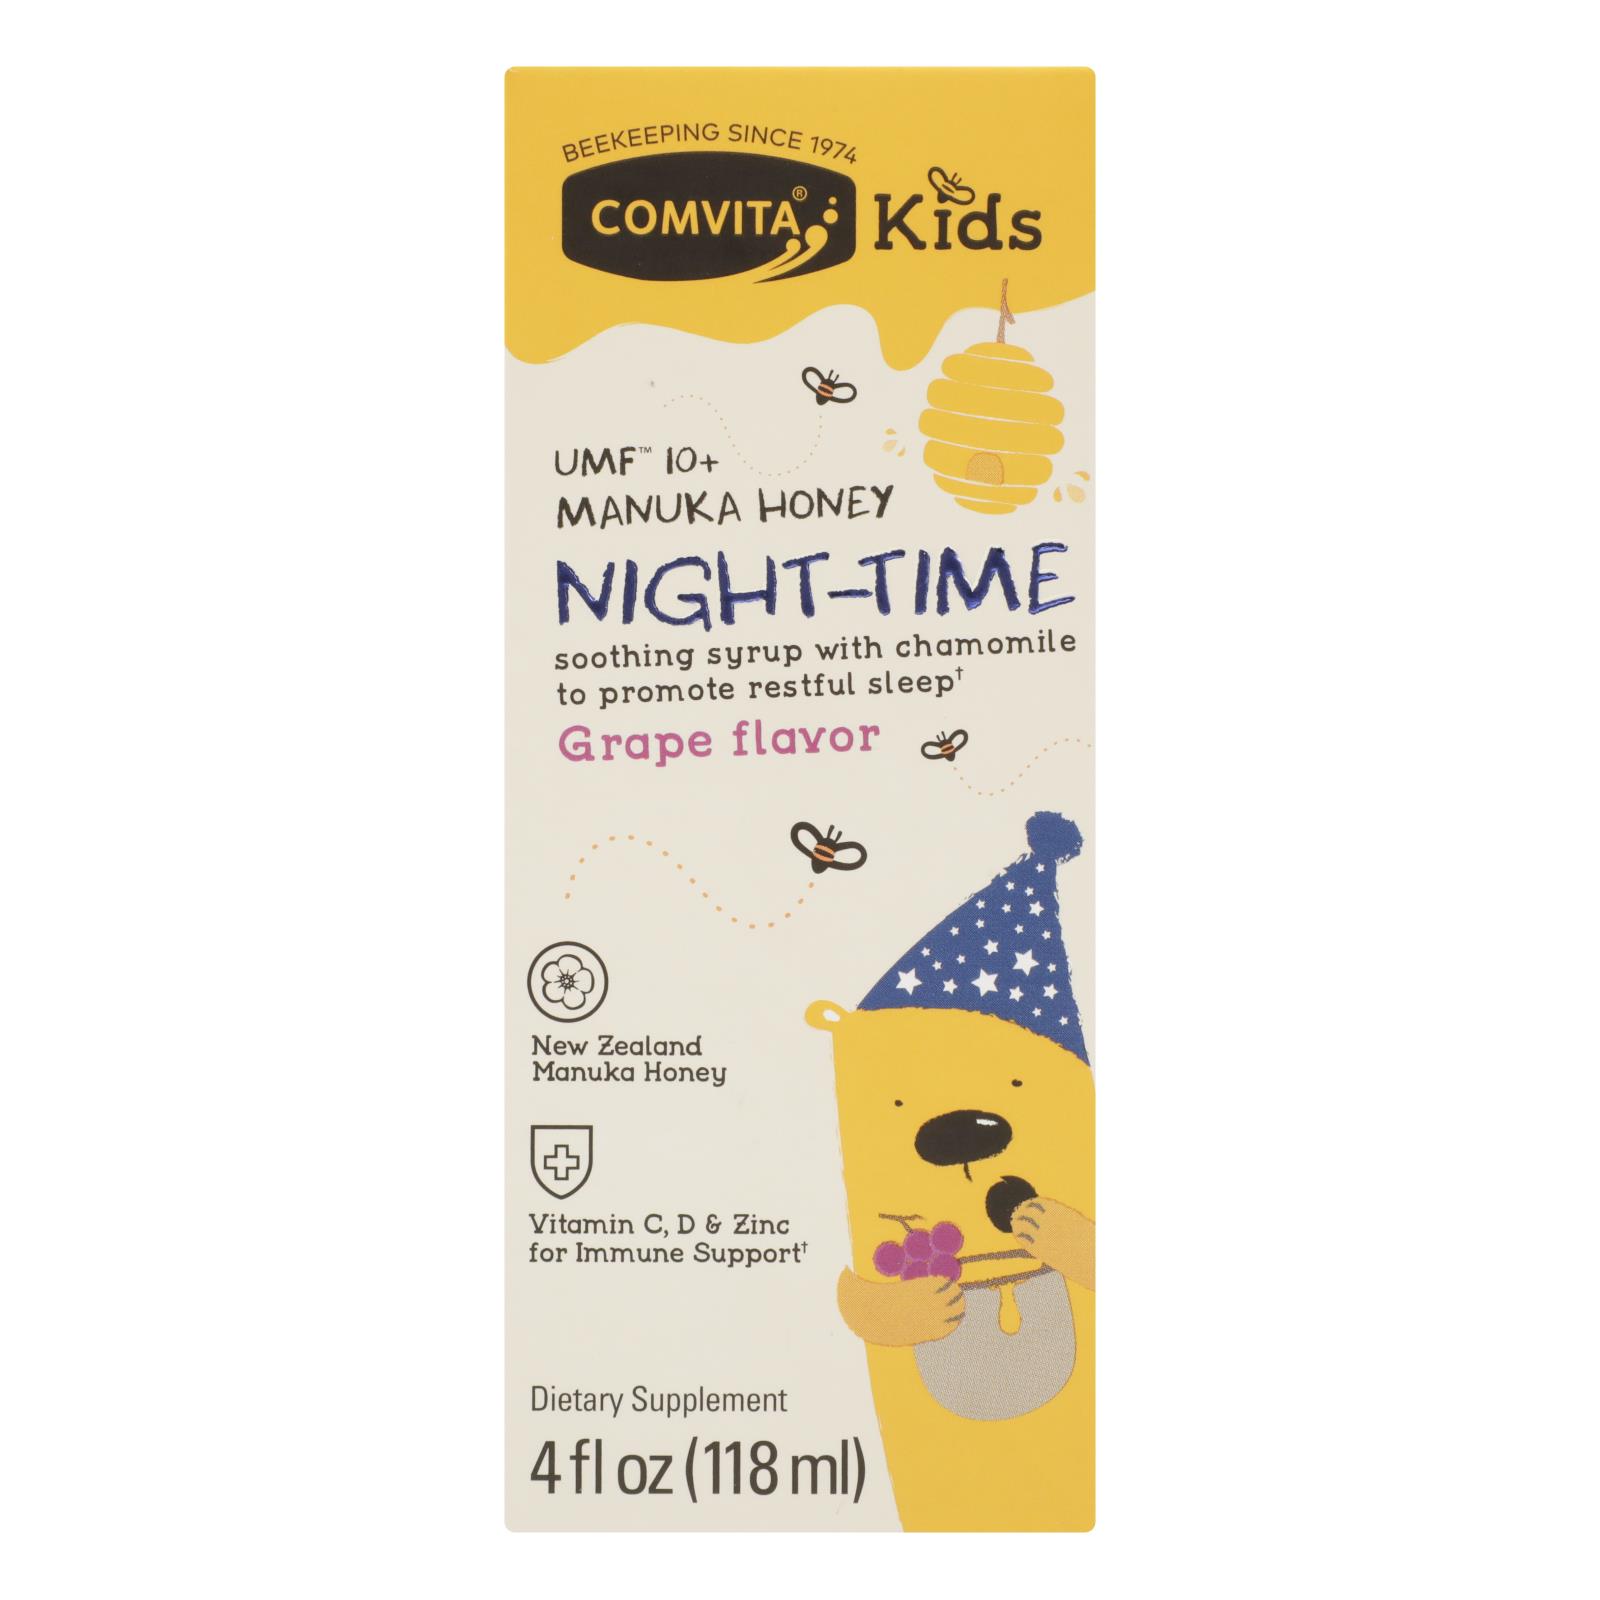 BEEKEEPING SINCE 1974
COMVITA® Kids
UMF™ 10+
MANUKA HONEY
NIGHT-TIME
soothing syrup with chamomile
to promote restful sleep†
Grape flavor
New Zealand
Manuka Honey
Vitamin C, D & Zinc
for Immune Support†
Dietary Supplement
4 fl oz (118 ml)